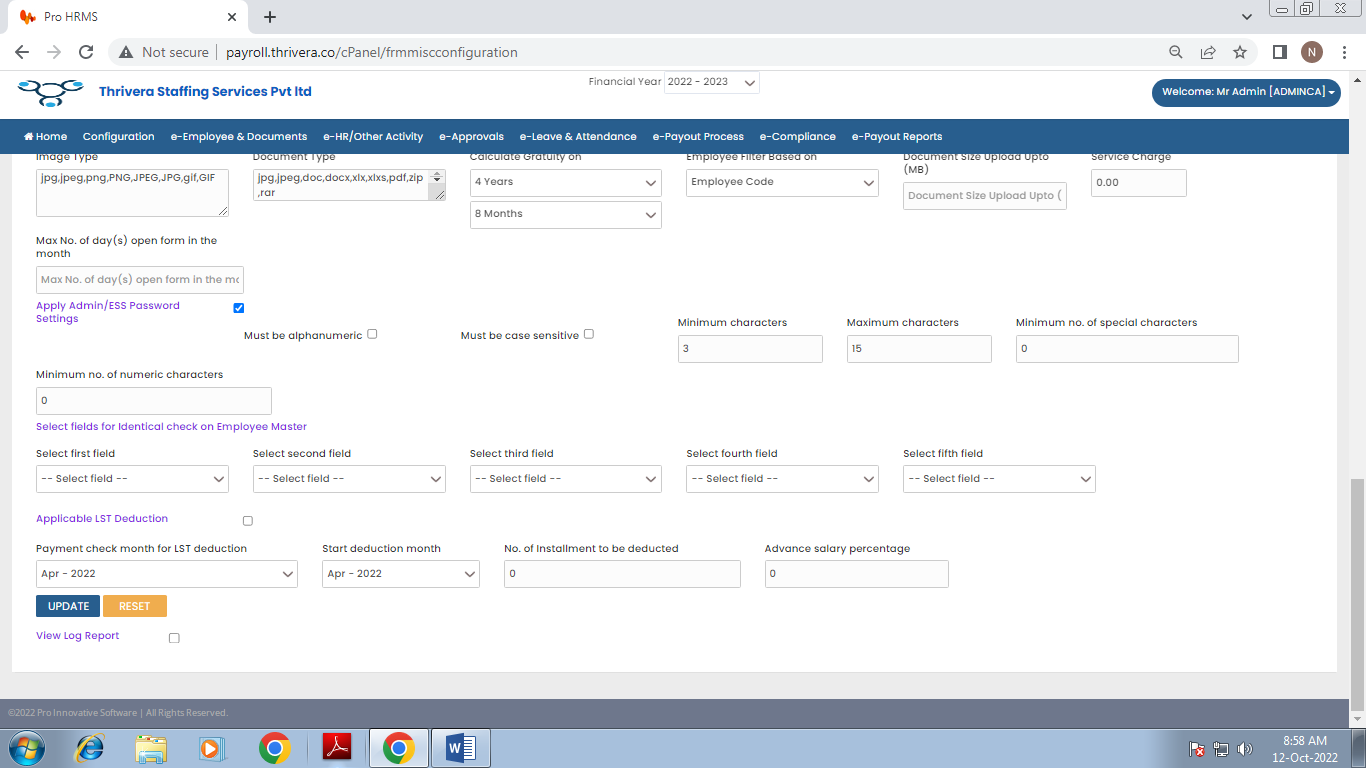 Pro HRMS
Not secure | payroll.thrivera.co/cPanel/frmmiscconfiguration
N
Thrivera Staffing Services Pvt ltd
Financial Year 2022 - 2023
Welcome: Mr Admin [ADMINCA]
Home Configuration e-Employee & Documents e-HR/Other Activity e-Approvals e-Leave & Attendance e-Payout Process e-Compliance e-Payout Reports
Image Type Document Type Calculate Gratuity on Employee Filter Based on Document Size Upload Upto Service Charge
(MB)
jpg,jpeg,png,PNG,JPEG,JPG,gif,GIF jpg,jpeg,doc,docx,xlx,xlxs,pdf,zip 4 Years Employee Code 0.00
,rar Document Size Upload Upto (
8 Months
Max No. of day(s) open form in the
month
Max No. of day(s) open form in the mc
Apply Admin/ESS Password
Settings
Must be alphanumeric Must be case sensitive Minimum characters Maximum characters Minimum no. of special characters
3 15 0
Minimum no. of numeric characters
0
Select fields for Identical check on Employee Master
Select first field Select second field Select third field Select fourth field Select fifth field
-- Select field -- -- Select field -- -- Select field -- -- Select field -- -- Select field --
Applicable LST Deduction
Payment check month for LST deduction Start deduction month No. of Installment to be deducted Advance salary percentage
Apr - 2022 Apr - 2022 0 0
UPDATE RESET
View Log Report
©2022 Pro Innovative Software | All Rights Reserved.
8:58 AM
12-Oct-2022